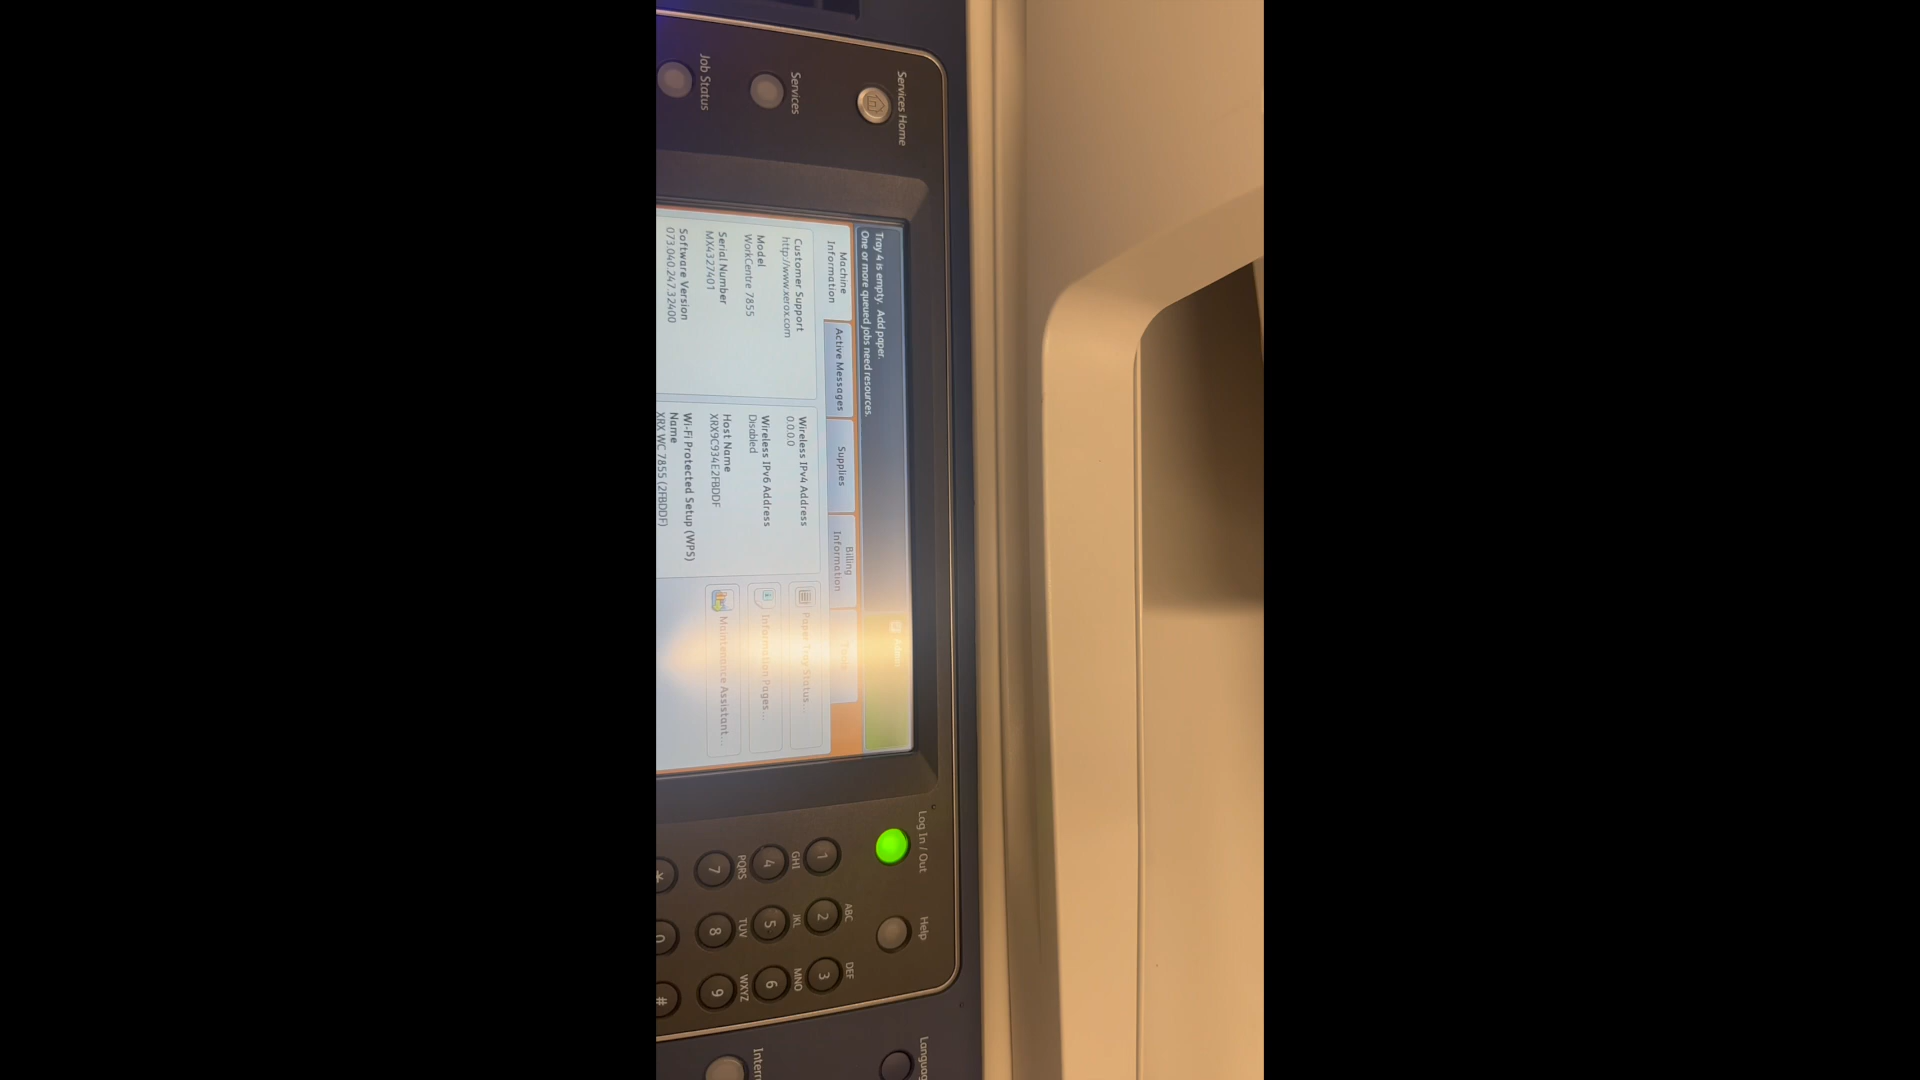 Services Home
Services
Job Status
Tray 4 is empty. Add paper.
One or more queued jobs need resources.
Machine
Information
Active Messages
Supplies
Billing
Information
Tools
Customer Support
http://www.xerox.com
Model
WorkCentre 7855
Serial Number
MX4327401
Software Version
073.040.247.32400
Wireless IPv4 Address
0.0.0.0
Wireless IPv6 Address
Disabled
Host Name
XRX9C934E2FBDDF
Wi-Fi Protected Setup (WPS)
Name
XRX WC 7855 (2FBDDF)
Paper Tray Status...
Information Pages...
Maintenance Assistant...
Log In / Out
Help
1
ABC
2
DEF
3
GHI
4
JKL
5
MNO
6
PQRS
7
TUV
8
WXYZ
9
*
0
#